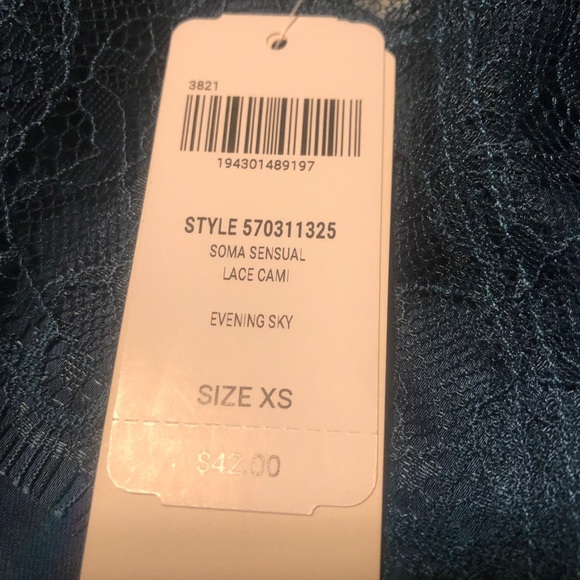 3821
194301489197
STYLE 570311325
SOMA SENSUAL
LACE CAMI
EVENING SKY
SIZE XS
$42.00